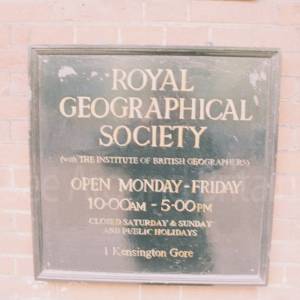 ROYAL
GEOGRAPHICAL
SOCIETY
(with THE INSTITUTE OF BRITISH GEOGRAPHERS)
OPEN MONDAY-FRIDAY
10·00AM - 5·00PM
CLOSED SATURDAY & SUNDAY
AND PUBLIC HOLIDAYS
1 Kensington Gore